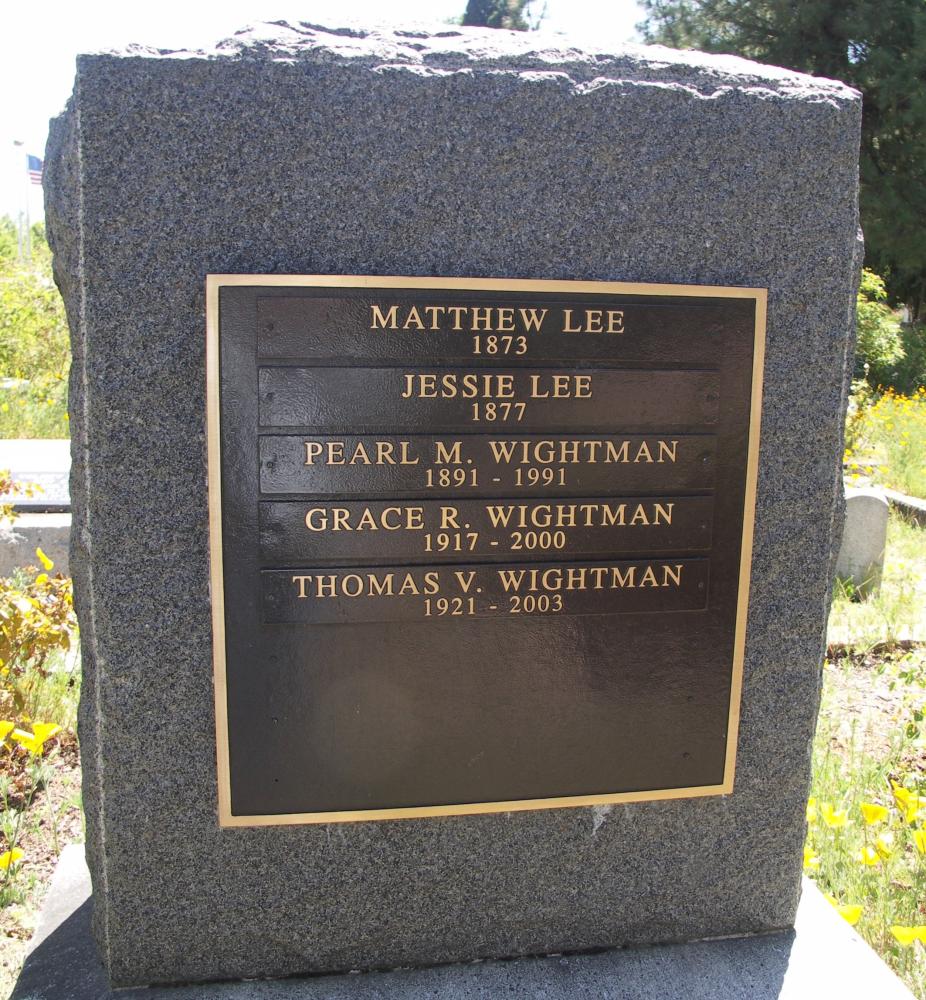 MATTHEW LEE
1873
JESSIE LEE
1877
PEARL M. WIGHTMAN
1891 - 1991
GRACE R. WIGHTMAN
1917 - 2000
THOMAS V. WIGHTMAN
1921 - 2003